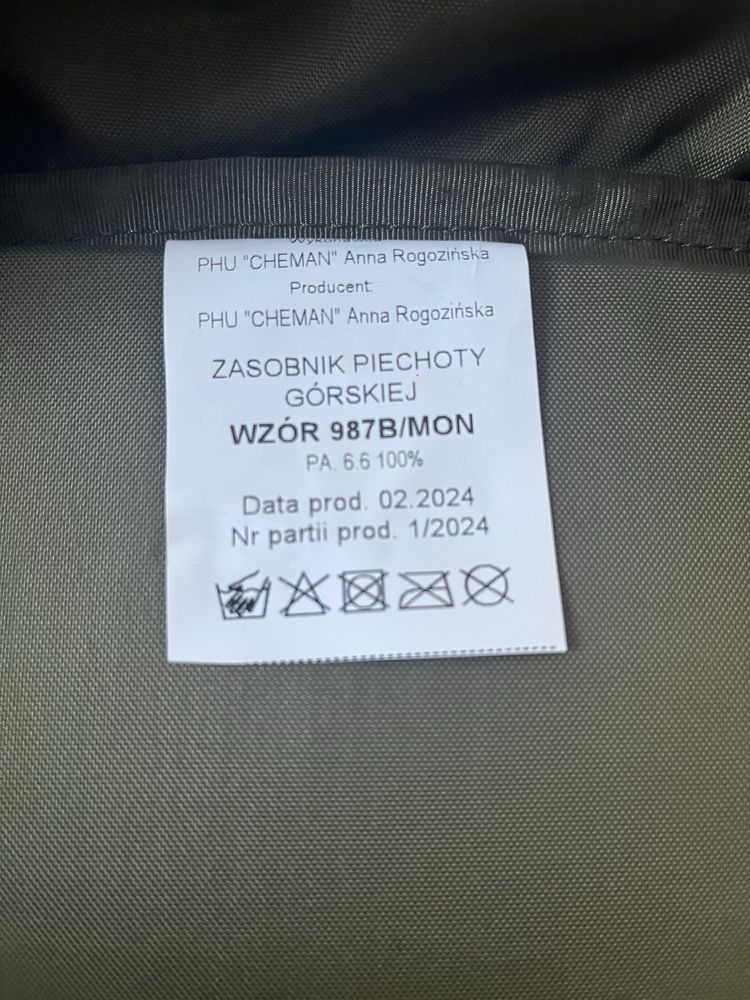 PHU "CHEMAN" Anna Rogozińska
Producent:
PHU "CHEMAN" Anna Rogozińska
ZASOBNIK PIECHOTY
GÓRSKIEJ
WZÓR 987B/MON
PA. 6.6 100%
Data prod. 02.2024
Nr partii prod. 1/2024